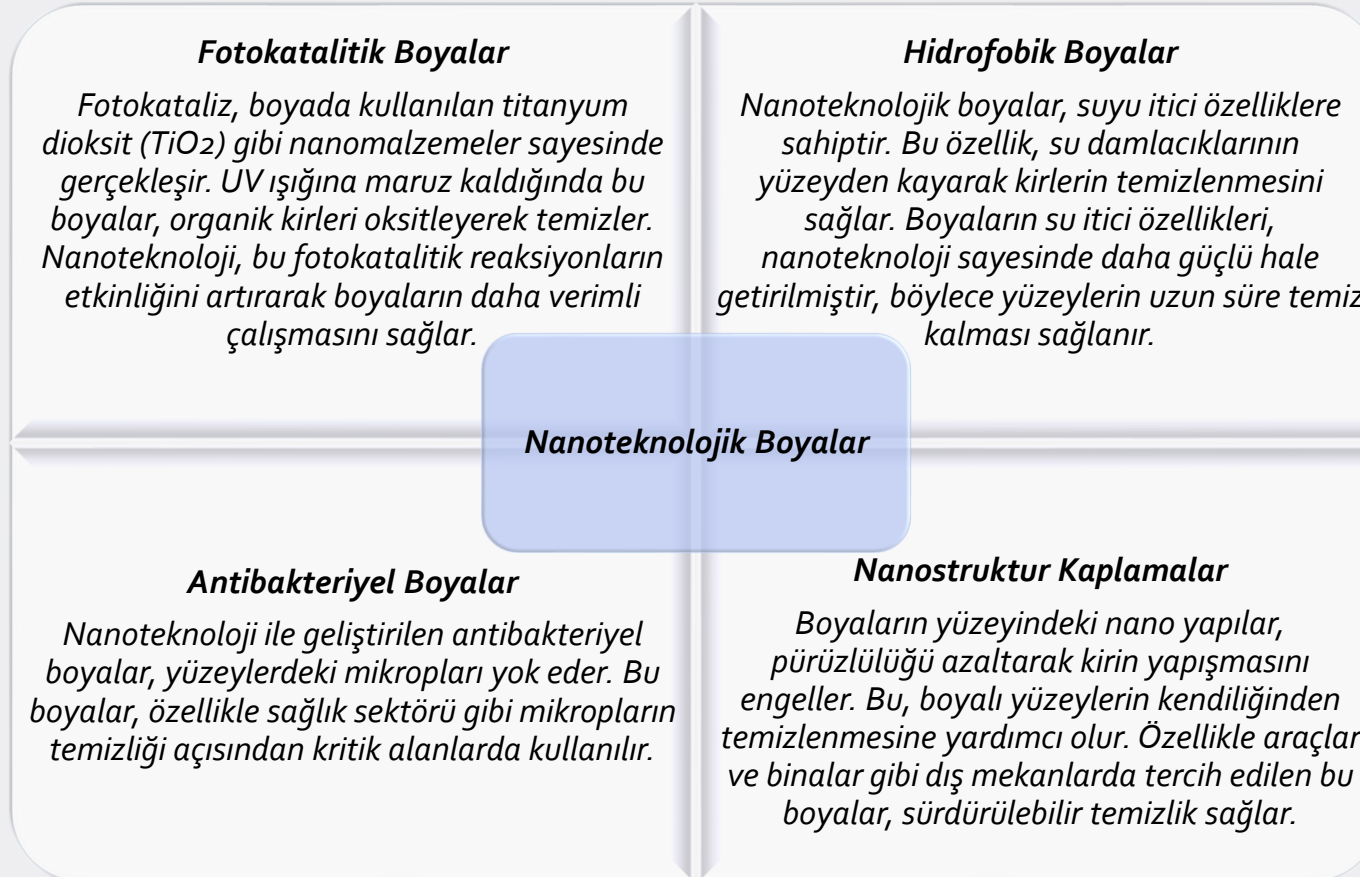 Fotokatalitik Boyalar
Fotokataliz, boyada kullanılan titanyum
dioksit (TiO2) gibi nanomalzemeler sayesinde
gerçekleşir. UV ışığına maruz kaldığında bu
boyalar, organik kirleri oksitleyerek temizler.
Nanoteknoloji, bu fotokatalitik reaksiyonların
etkinliğini artırarak boyaların daha verimli
çalışmasını sağlar.
Hidrofobik Boyalar
Nanoteknolojik boyalar, suyu itici özelliklere
sahiptir. Bu özellik, su damlacıklarının
yüzeyden kayarak kirlerin temizlenmesini
sağlar. Boyaların su itici özellikleri,
nanoteknoloji sayesinde daha güçlü hale
getirilmiştir, böylece yüzeylerin uzun süre temiz
kalması sağlanır.
Nanoteknolojik Boyalar
Antibakteriyel Boyalar
Nanoteknoloji ile geliştirilen antibakteriyel
boyalar, yüzeylerdeki mikropları yok eder. Bu
boyalar, özellikle sağlık sektörü gibi mikropların
temizliği açısından kritik alanlarda kullanılır.
Nanostruktur Kaplamalar
Boyaların yüzeyindeki nano yapılar,
pürüzlülüğü azaltarak kirin yapışmasını
engeller. Bu, boyalı yüzeylerin kendiliğinden
temizlenmesine yardımcı olur. Özellikle araçlar
ve binalar gibi dış mekanlarda tercih edilen bu
boyalar, sürdürülebilir temizlik sağlar.